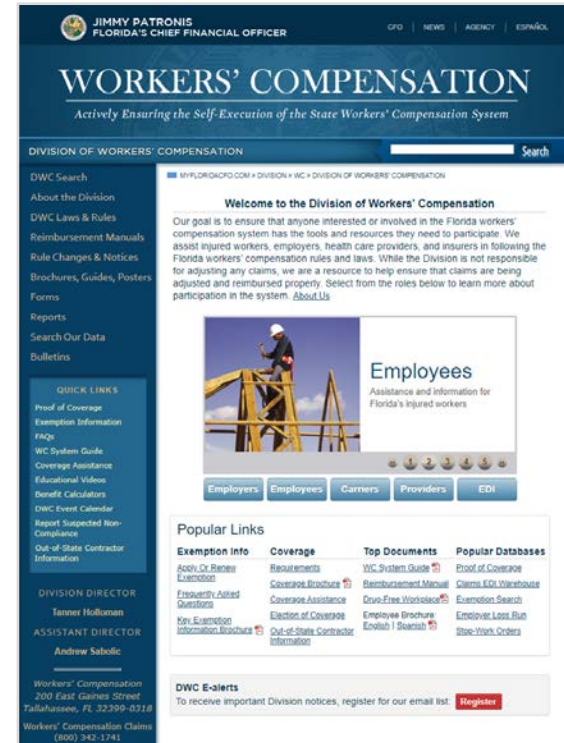 JIMMY PATRONIS
FLORIDA'S CHIEF FINANCIAL OFFICER
CFO | NEWS | AGENCY | ESPAÑOL
WORKERS' COMPENSATION
Actively Ensuring the Self-Execution of the State Workers' Compensation System
DIVISION OF WORKERS' COMPENSATION
Search
DWC Search
About the Division
DWC Laws & Rules
Reimbursement Manuals
Rule Changes & Notices
Brochures, Guides, Posters
Forms
Reports
Search Our Data
Bulletins
QUICK LINKS
Proof of Coverage
Exemption Information
FAQs
WC System Guide
Coverage Assistance
Educational Videos
Benefit Calculators
DWC Event Calendar
Report Suspected Non-
Compliance
Out-of-State Contractor
Information
DIVISION DIRECTOR
Tanner Holloman
ASSISTANT DIRECTOR
Andrew Sabolic
Workers' Compensation
200 East Gaines Street
Tallahassee, FL 32399-0318
Workers' Compensation Claims
(800) 342-1741
MYFLORIDACFO.COM » DIVISION » WC » DIVISION OF WORKERS' COMPENSATION
Welcome to the Division of Workers' Compensation
Our goal is to ensure that anyone interested or involved in the Florida workers'
compensation system has the tools and resources they need to participate. We
assist injured workers, employers, health care providers, and insurers in following the
Florida workers' compensation rules and laws. While the Division is not responsible
for adjusting any claims, we are a resource to help ensure that claims are being
adjusted and reimbursed properly. Select from the roles below to learn more about
participation in the system. About Us
Employees
Assistance and information for
Florida's injured workers
1 2 3 4 5
Employers Employees Carriers Providers EDI
Popular Links
Exemption Info
Apply Or Renew
Exemption
Frequently Asked
Questions
Key Exemption
Information Brochure
Coverage
Requirements
Coverage Brochure
Coverage Assistance
Election of Coverage
Out-of-State Contractor
Information
Top Documents
WC System Guide
Reimbursement Manual
Drug-Free Workplace
Employee Brochure:
English | Spanish
Popular Databases
Proof of Coverage
Claims EDI Warehouse
Exemption Search
Employer Loss Run
Stop-Work Orders
DWC E-alerts
To receive important Division notices, register for our email list: Register